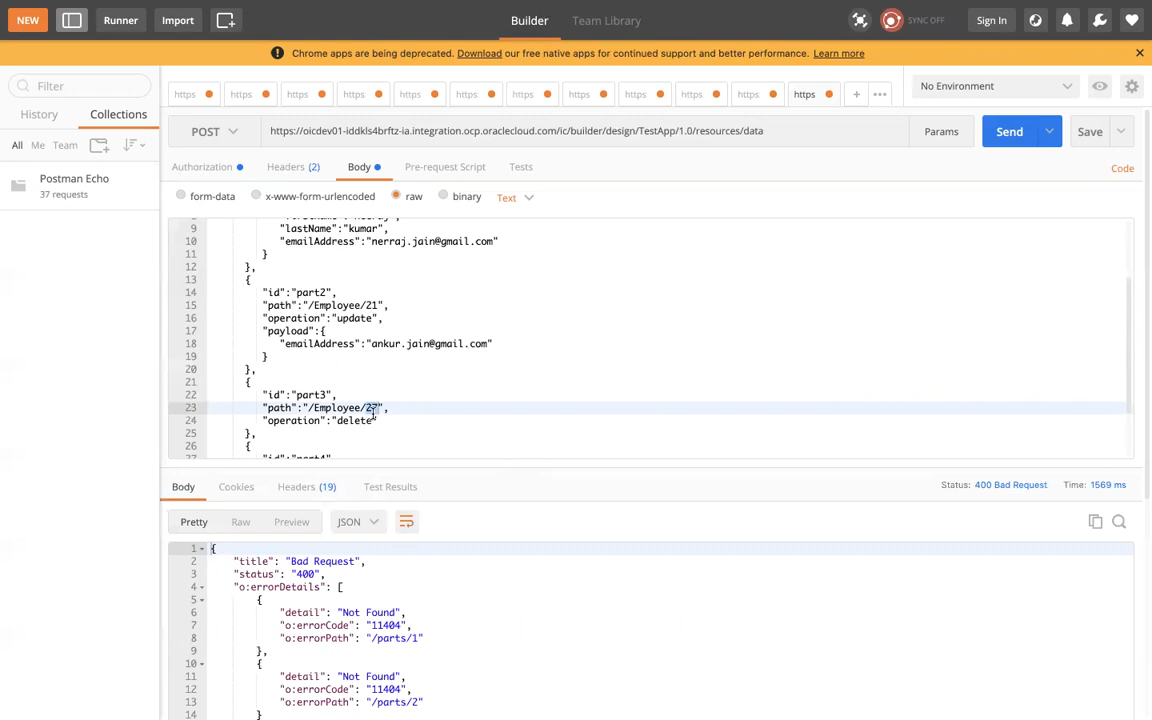 NEW Runner Import Builder Team Library SYNC OFF Sign In
Chrome apps are being deprecated. Download our free native apps for continued support and better performance. Learn more
Filter
https https https https https https https https https https https https + ••• No Environment
History Collections
POST https://oicdev01-iddkls4brftz-ia.integration.ocp.oraclecloud.com/ic/builder/design/TestApp/1.0/resources/data Params Send Save
All Me Team
Authorization Headers (2) Body Pre-request Script Tests Code
Postman Echo
37 requests
form-data x-www-form-urlencoded raw binary Text
9 "lastName":"kumar",
10 "emailAddress":"nerraj.jain@gmail.com"
11 }
12 },
13 {
14 "id":"part2",
15 "path":"/Employee/21",
16 "operation":"update",
17 "payload":{
18 "emailAddress":"ankur.jain@gmail.com"
19 }
20 },
21 {
22 "id":"part3",
23 "path":"/Employee/27",
24 "operation":"delete"
25 },
26 {
27 "id":"part4",
Body Cookies Headers (19) Test Results Status: 400 Bad Request Time: 1569 ms
Pretty Raw Preview JSON
1 {
2 "title": "Bad Request",
3 "status": "400",
4 "o:errorDetails": [
5 {
6 "detail": "Not Found",
7 "o:errorCode": "11404",
8 "o:errorPath": "/parts/1"
9 },
10 {
11 "detail": "Not Found",
12 "o:errorCode": "11404",
13 "o:errorPath": "/parts/2"
14 }